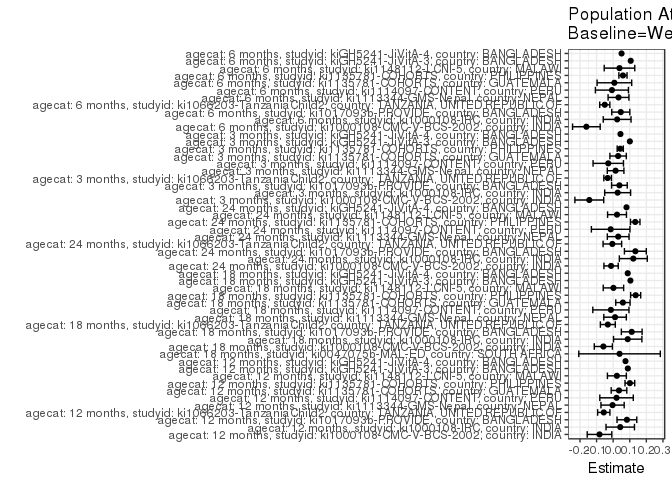 Population At
Baseline=We
agecat: 6 months, studyid: kiGH5241-JiVitA-4, country: BANGLADESH
agecat: 6 months, studyid: kiGH5241-JiVitA-3, country: BANGLADESH
agecat: 6 months, studyid: ki1148112-LCNI-5, country: MALAWI
agecat: 6 months, studyid: ki1135781-COHORTS, country: PHILIPPINES
agecat: 6 months, studyid: ki1135781-COHORTS, country: GUATEMALA
agecat: 6 months, studyid: ki1114097-CONTENT, country: PERU
agecat: 6 months, studyid: ki1113344-GMS-Nepal, country: NEPAL
agecat: 6 months, studyid: ki1066203-TanzaniaChild2, country: TANZANIA, UNITED REPUBLIC OF
agecat: 6 months, studyid: ki1017093b-PROVIDE, country: BANGLADESH
agecat: 6 months, studyid: ki1000108-IRC, country: INDIA
agecat: 6 months, studyid: ki1000108-CMC-V-BCS-2002, country: INDIA
agecat: 3 months, studyid: kiGH5241-JiVitA-4, country: BANGLADESH
agecat: 3 months, studyid: kiGH5241-JiVitA-3, country: BANGLADESH
agecat: 3 months, studyid: ki1135781-COHORTS, country: PHILIPPINES
agecat: 3 months, studyid: ki1135781-COHORTS, country: GUATEMALA
agecat: 3 months, studyid: ki1114097-CONTENT, country: PERU
agecat: 3 months, studyid: ki1113344-GMS-Nepal, country: NEPAL
agecat: 3 months, studyid: ki1066203-TanzaniaChild2, country: TANZANIA, UNITED REPUBLIC OF
agecat: 3 months, studyid: ki1017093b-PROVIDE, country: BANGLADESH
agecat: 3 months, studyid: ki1000108-IRC, country: INDIA
agecat: 3 months, studyid: ki1000108-CMC-V-BCS-2002, country: INDIA
agecat: 24 months, studyid: kiGH5241-JiVitA-4, country: BANGLADESH
agecat: 24 months, studyid: ki1148112-LCNI-5, country: MALAWI
agecat: 24 months, studyid: ki1135781-COHORTS, country: PHILIPPINES
agecat: 24 months, studyid: ki1114097-CONTENT, country: PERU
agecat: 24 months, studyid: ki1113344-GMS-Nepal, country: NEPAL
agecat: 24 months, studyid: ki1066203-TanzaniaChild2, country: TANZANIA, UNITED REPUBLIC OF
agecat: 24 months, studyid: ki1017093b-PROVIDE, country: BANGLADESH
agecat: 24 months, studyid: ki1000108-IRC, country: INDIA
agecat: 24 months, studyid: ki1000108-CMC-V-BCS-2002, country: INDIA
agecat: 18 months, studyid: kiGH5241-JiVitA-4, country: BANGLADESH
agecat: 18 months, studyid: kiGH5241-JiVitA-3, country: BANGLADESH
agecat: 18 months, studyid: ki1148112-LCNI-5, country: MALAWI
agecat: 18 months, studyid: ki1135781-COHORTS, country: PHILIPPINES
agecat: 18 months, studyid: ki1135781-COHORTS, country: GUATEMALA
agecat: 18 months, studyid: ki1114097-CONTENT, country: PERU
agecat: 18 months, studyid: ki1113344-GMS-Nepal, country: NEPAL
agecat: 18 months, studyid: ki1066203-TanzaniaChild2, country: TANZANIA, UNITED REPUBLIC OF
agecat: 18 months, studyid: ki1017093b-PROVIDE, country: BANGLADESH
agecat: 18 months, studyid: ki1000108-IRC, country: INDIA
agecat: 18 months, studyid: ki1000108-CMC-V-BCS-2002, country: INDIA
agecat: 18 months, studyid: ki0047075b-MAL-ED, country: SOUTH AFRICA
agecat: 12 months, studyid: kiGH5241-JiVitA-4, country: BANGLADESH
agecat: 12 months, studyid: kiGH5241-JiVitA-3, country: BANGLADESH
agecat: 12 months, studyid: ki1148112-LCNI-5, country: MALAWI
agecat: 12 months, studyid: ki1135781-COHORTS, country: PHILIPPINES
agecat: 12 months, studyid: ki1135781-COHORTS, country: GUATEMALA
agecat: 12 months, studyid: ki1114097-CONTENT, country: PERU
agecat: 12 months, studyid: ki1113344-GMS-Nepal, country: NEPAL
agecat: 12 months, studyid: ki1066203-TanzaniaChild2, country: TANZANIA, UNITED REPUBLIC OF
agecat: 12 months, studyid: ki1017093b-PROVIDE, country: BANGLADESH
agecat: 12 months, studyid: ki1000108-IRC, country: INDIA
agecat: 12 months, studyid: ki1000108-CMC-V-BCS-2002, country: INDIA
-0.2 0.1 0.0 0.1 0.2 0.3
Estimate